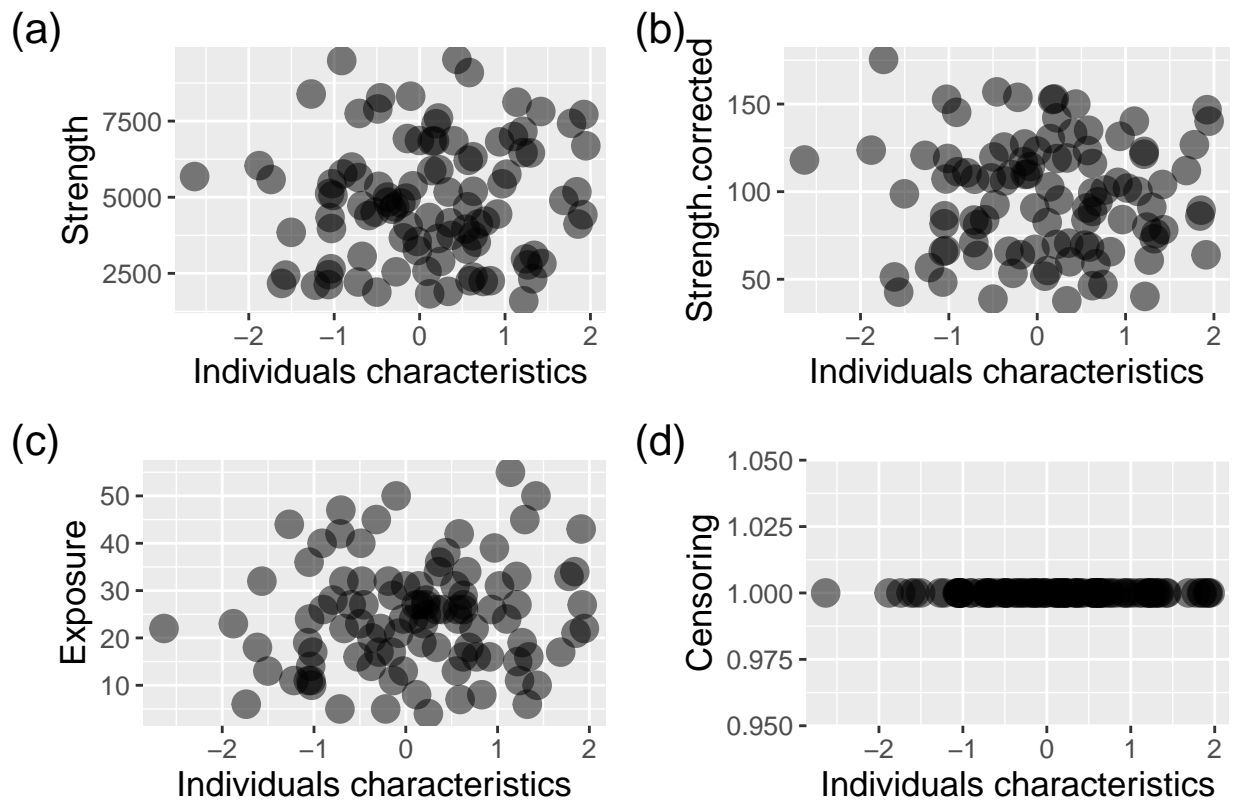 (a)
Strength
7500
5000
2500
−2 −1 0 1 2
Individuals characteristics
(b)
Strength.corrected
150
100
50
−2 −1 0 1 2
Individuals characteristics
(c)
Exposure
50
40
30
20
10
−2 −1 0 1 2
Individuals characteristics
(d)
Censoring
1.050
1.025
1.000
0.975
0.950
−2 −1 0 1 2
Individuals characteristics